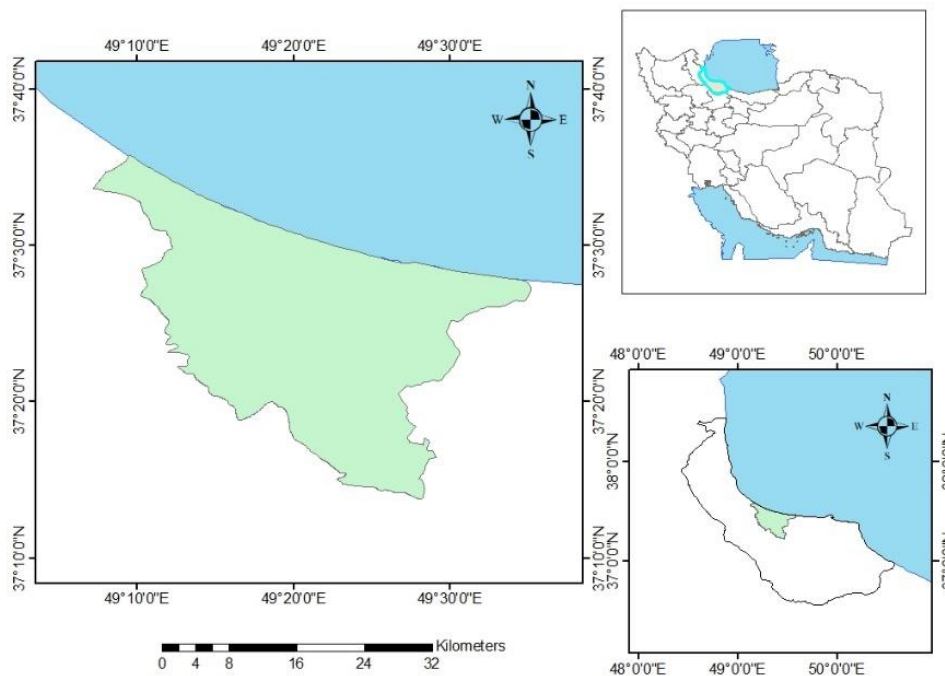 49°10'0"E 49°20'0"E 49°30'0"E
37°40'0"N 37°40'0"N
37°30'0"N 37°30'0"N
37°20'0"N 37°20'0"N
37°10'0"N 37°10'0"N
N
W E
S
49°10'0"E 49°20'0"E 49°30'0"E
Kilometers
0 4 8 16 24 32
48°0'0"E 49°0'0"E 50°0'0"E
N
W E
S
38°0'0"N
37°0'0"N
48°0'0"E 49°0'0"E 50°0'0"E